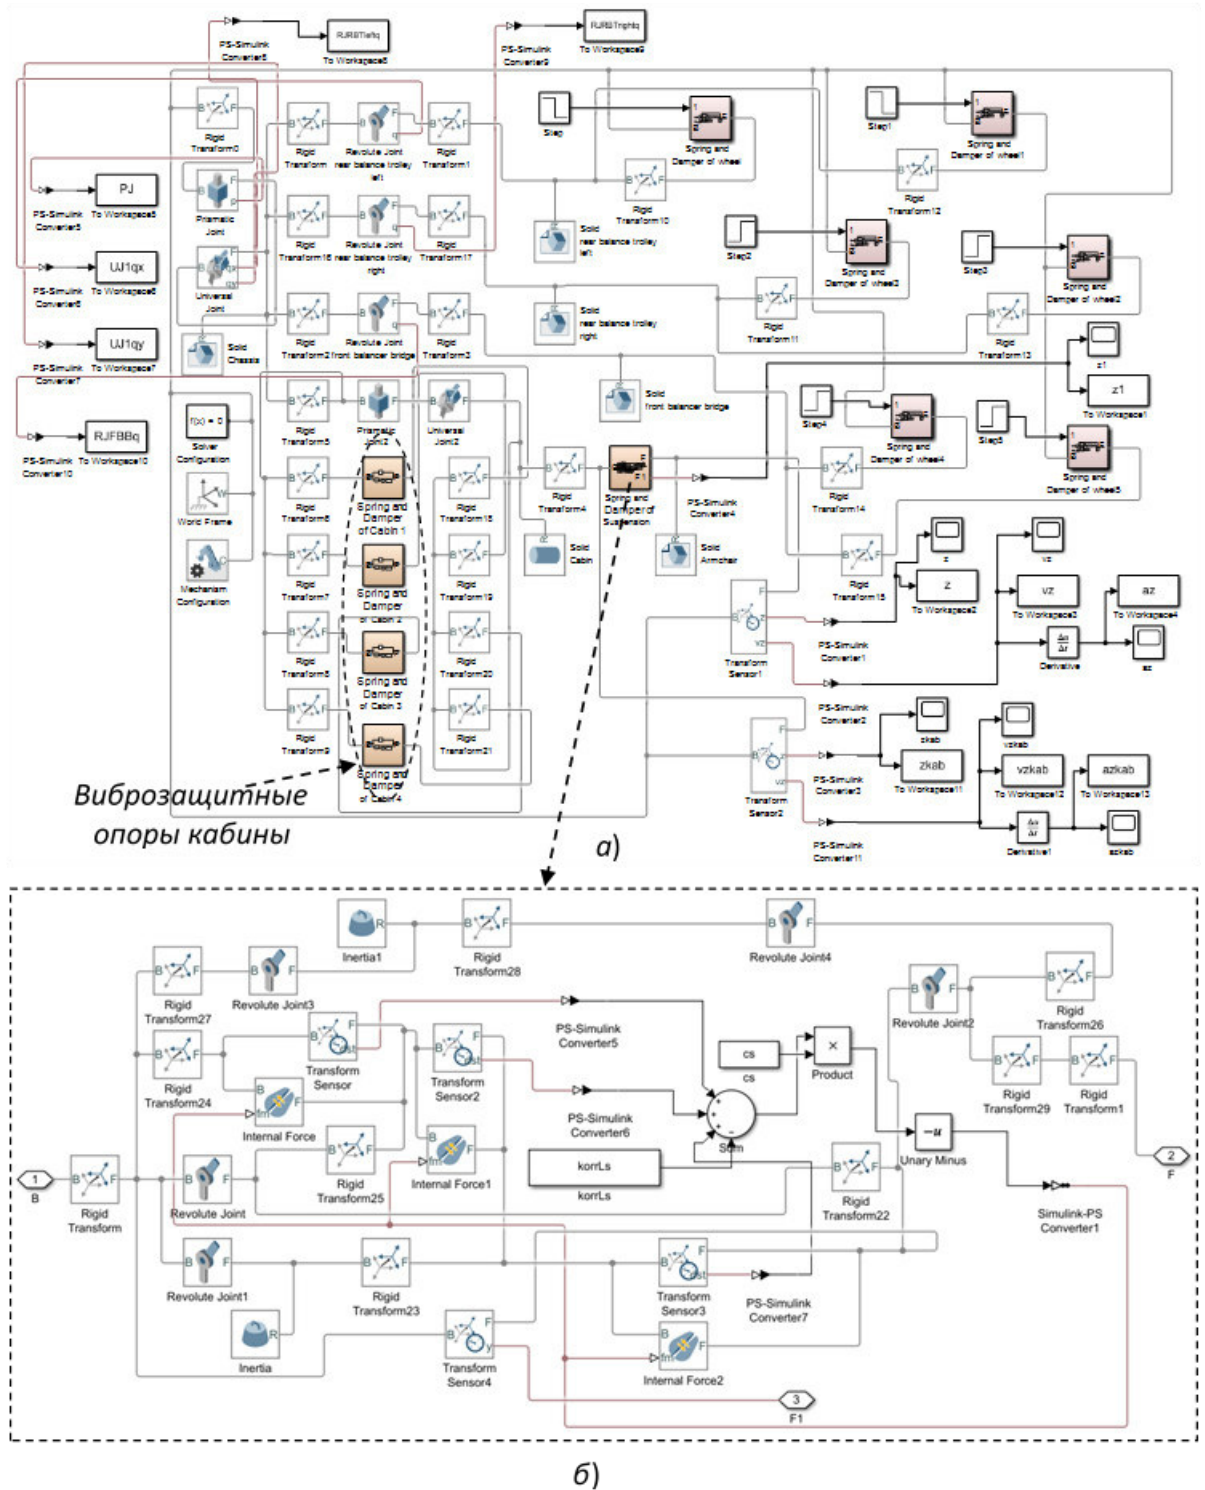 RJRBTleftq
PS-Simulink
Converter8
To Workspace8
RJRBTrightq
PS-Simulink
Converter9
To Workspace9
Rigid
Transform0
Rigid
Transform
Revolute Joint
rear balance trolley
left
Rigid
Transform1
Step
Spring and
Damper of wheel
Step1
Spring and
Damper of wheel1
PJ
PS-Simulink
Converter5
To Workspace5
Prismatic
Joint
Rigid
Transform16
Revolute Joint
rear balance trolley
right
Rigid
Transform17
Solid
rear balance trolley
left
Rigid
Transform10
Rigid
Transform12
Step2
Spring and
Damper of wheel3
Step3
Spring and
Damper of wheel2
UJ1qx
PS-Simulink
Converter6
To Workspace6
Universal
Joint
UJ1qy
PS-Simulink
Converter7
To Workspace7
Solid
Chassis
Rigid
Transform2
Revolute Joint
front balancer bridge
Rigid
Transform3
Solid
rear balance trolley
right
Rigid
Transform11
Rigid
Transform13
z1
z1
To Workspace1
RJFBBq
PS-Simulink
Converter10
To Workspace10
f(x) = 0
Solver
Configuration
Rigid
Transform5
Prismatic
Joint2
Universal
Joint2
Solid
front balancer bridge
Step4
Spring and
Damper of wheel4
Step5
Spring and
Damper of wheel5
World Frame
Mechanism
Configuration
Rigid
Transform6
Spring and
Damper
of Cabin 1
Rigid
Transform18
Rigid
Transform4
Spring and
Damper of
Suspension
PS-Simulink
Converter4
Rigid
Transform14
Rigid
Transform7
Spring and
Damper
of Cabin 2
Rigid
Transform19
Solid
Cabin
Solid
Armchair
Rigid
Transform15
z
z
To Workspace2
vz
vz
To Workspace3
az
To Workspace4
Rigid
Transform8
Spring and
Damper
of Cabin 3
Rigid
Transform20
Transform
Sensor1
PS-Simulink
Converter1
Derivative
az
Rigid
Transform9
Spring and
Damper
of Cabin 4
Rigid
Transform21
PS-Simulink
Converter2
zkab
zkab
To Workspace11
vzkab
vzkab
To Workspace12
azkab
To Workspace13
Transform
Sensor2
PS-Simulink
Converter3
PS-Simulink
Converter11
Derivative1
azkab
Виброзащитные
опоры кабины
а)
Inertia1
Rigid
Transform28
Revolute Joint4
Rigid
Transform27
Revolute Joint3
Revolute Joint2
Rigid
Transform26
Transform
Sensor
PS-Simulink
Converter5
Transform
Sensor2
cs
cs
×
Product
Rigid
Transform24
Internal Force
PS-Simulink
Converter6
Sum
Rigid
Transform29
Rigid
Transform1
1
B
Rigid
Transform
Revolute Joint
Rigid
Transform25
Internal Force1
korrLs
korrLs
Rigid
Transform22
-u
Unary Minus
2
F
Simulink-PS
Converter1
Revolute Joint1
Rigid
Transform23
Transform
Sensor3
PS-Simulink
Converter7
Inertia
Transform
Sensor4
Internal Force2
3
F1
б)